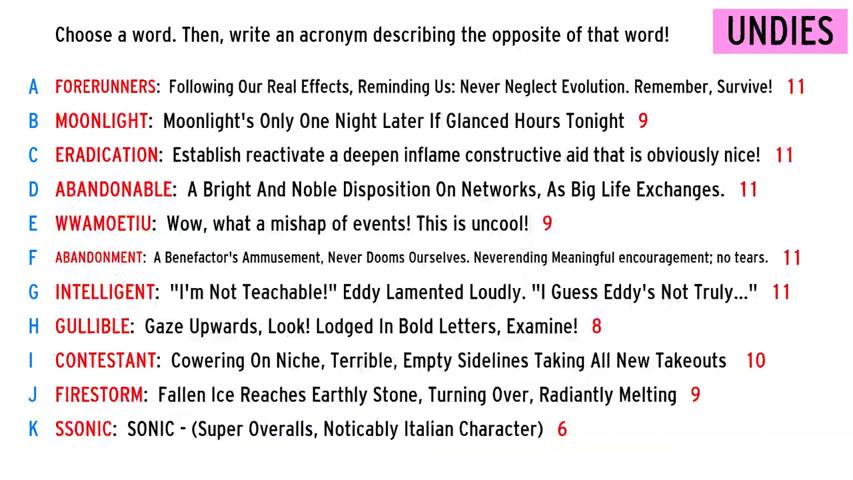 Choose a word. Then, write an acronym describing the opposite of that word!
UNDIES
A FORERUNNERS: Following Our Real Effects, Reminding Us: Never Neglect Evolution. Remember, Survive! 11
B MOONLIGHT: Moonlight's Only One Night Later If Glanced Hours Tonight 9
C ERADICATION: Establish reactivate a deepen inflame constructive aid that is obviously nice! 11
D ABANDONABLE: A Bright And Noble Disposition On Networks, As Big Life Exchanges. 11
E WWAMOETIU: Wow, what a mishap of events! This is uncool! 9
F ABANDONMENT: A Benefactor's Ammusement, Never Dooms Ourselves. Neverending Meaningful encouragement; no tears. 11
G INTELLIGENT: "I'm Not Teachable!" Eddy Lamented Loudly. "I Guess Eddy's Not Truly..." 11
H GULLIBLE: Gaze Upwards, Look! Lodged In Bold Letters, Examine! 8
I CONTESTANT: Cowering On Niche, Terrible, Empty Sidelines Taking All New Takeouts 10
J FIRESTORM: Fallen Ice Reaches Earthly Stone, Turning Over, Radiantly Melting 9
K SSONIC: SONIC - (Super Overalls, Noticably Italian Character) 6